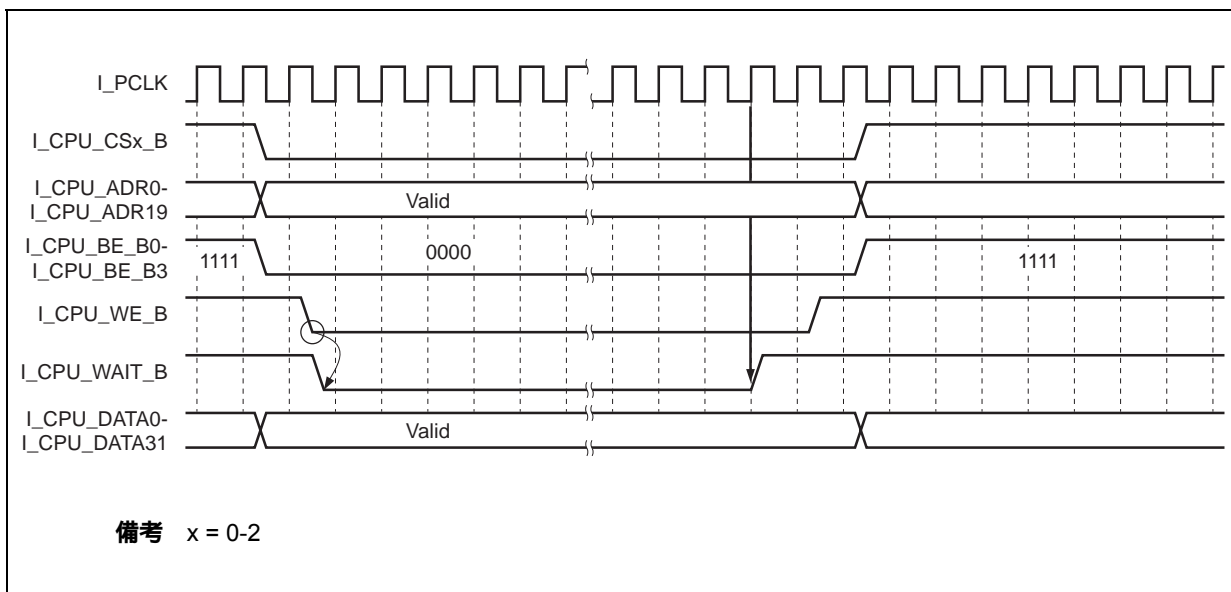 I_PCLK
I_CPU_CSx_B
I_CPU_ADR0-
I_CPU_ADR19
Valid
I_CPU_BE_B0-
I_CPU_BE_B3
1111
0000
1111
I_CPU_WE_B
I_CPU_WAIT_B
I_CPU_DATA0-
I_CPU_DATA31
Valid
備考 x = 0-2